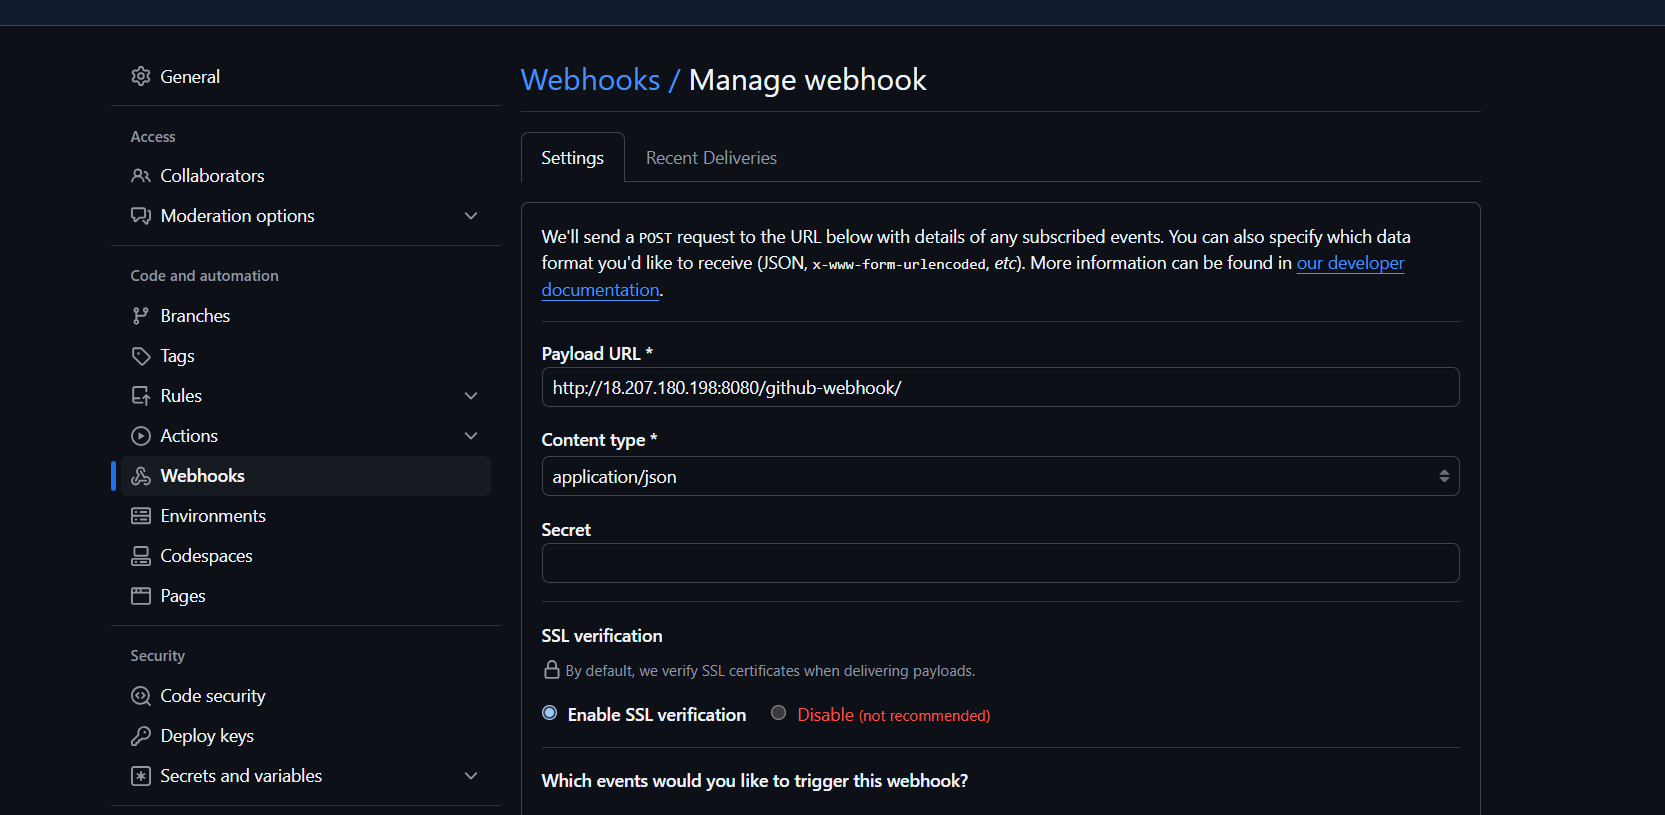 General
Access
Collaborators
Moderation options
Code and automation
Branches
Tags
Rules
Actions
Webhooks
Environments
Codespaces
Pages
Security
Code security
Deploy keys
Secrets and variables
Webhooks / Manage webhook
Settings
Recent Deliveries
We'll send a POST request to the URL below with details of any subscribed events. You can also specify which data
format you'd like to receive (JSON, x-www-form-urlencoded, etc). More information can be found in our developer
documentation.
Payload URL *
http://18.207.180.198:8080/github-webhook/
Content type *
application/json
Secret
SSL verification
By default, we verify SSL certificates when delivering payloads.
Enable SSL verification
Disable (not recommended)
Which events would you like to trigger this webhook?